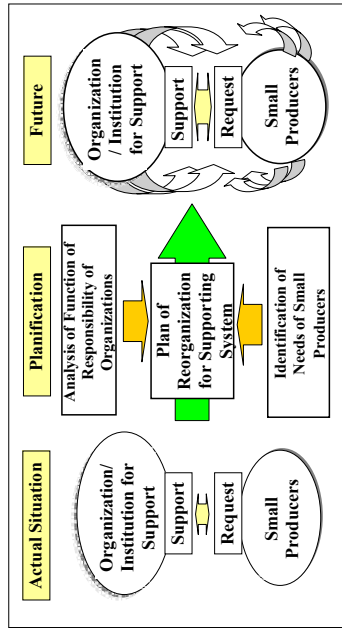 Actual Situation
Organization/
Institution for
Support
Support
Request
Small
Producers
Planification
Analysis of Function of
Responsibility of
Organizations
Plan of
Reorganization
for Supporting
System
Identification of
Needs of Small
Producers
Future
Organization
/ Institution
for Support
Support
Request
Small
Producers